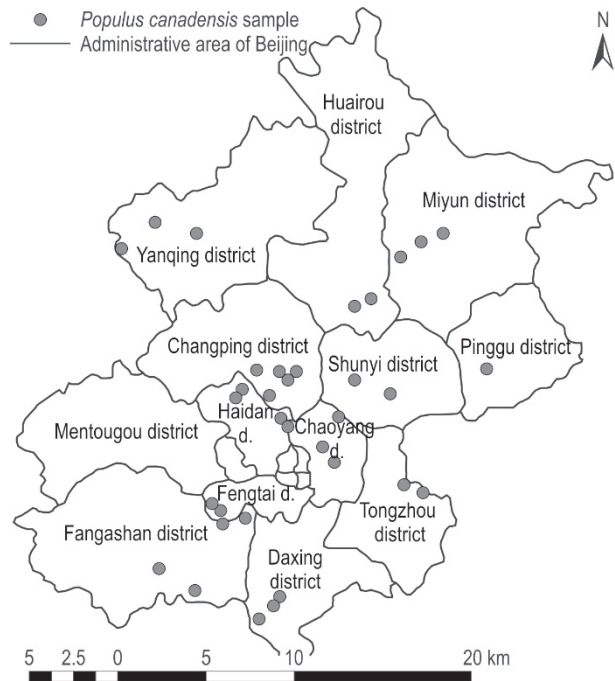 Populus canadensis sample
Administrative area of Beijing
N
Huairou
district
Miyun district
Yanqing district
Changping district
Shunyi district
Pinggu district
Haidan
d.
Chaoyang
d.
Mentougou district
Fengtai d.
Tongzhou
district
Fangashan district
Daxing
district
5 2.5 0 5 10 20 km